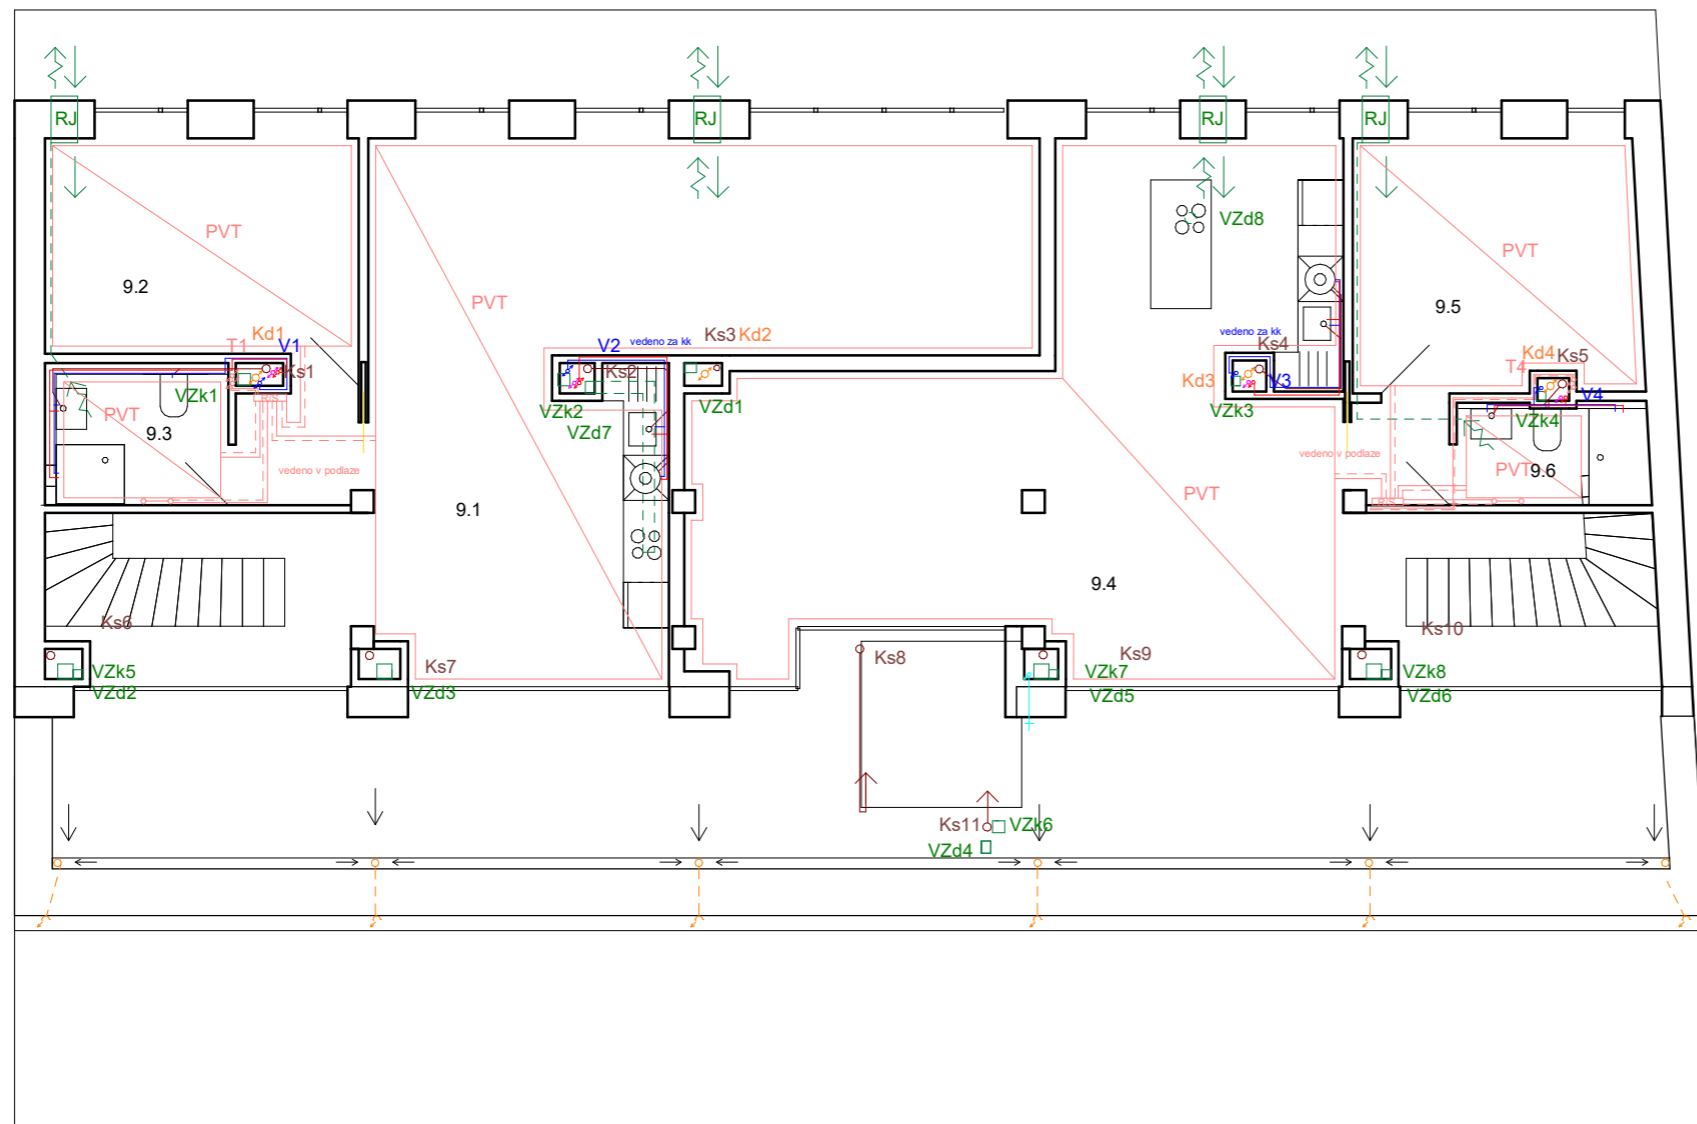 RJ RJ RJ RJ
VZd8
PVT PVT
9.2 PVT 9.5
Kd1 Ks3 Kd2 vedeno za kk
T1 V1 V2 vedeno za kk Ks4 Kd4 Ks5
Ks1 Ks2 Kd3 V3 T4
VZk1 RIS VZk2 VZd1 VZk3 VZk4 V4
PVT 9.3 VZd7
vedeno v podlaze vedeno v podlaze PVT 9.6
9.1 PVT RIS
9.4
Ks6 Ks10
VZk5 Ks7 Ks8 VZk7 Ks9 VZk8
VZd2 VZd3 VZd5 VZd6
Ks11 VZk6
VZd4